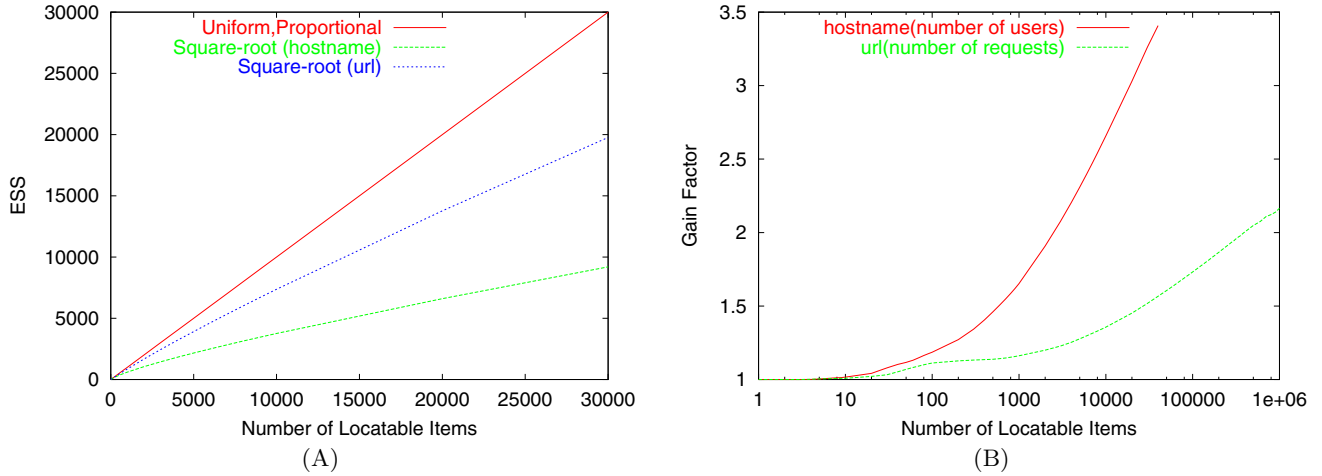 30000
25000
20000
15000
10000
5000
0
ESS
Uniform,Proportional
Square-root (hostname)
Square-root (url)
0 5000 10000 15000 20000 25000 30000
Number of Locatable Items
(A)
3.5
3
2.5
2
1.5
1
Gain Factor
hostname(number of users)
url(number of requests)
1 10 100 1000 10000 100000 1e+06
Number of Locatable Items
(B)